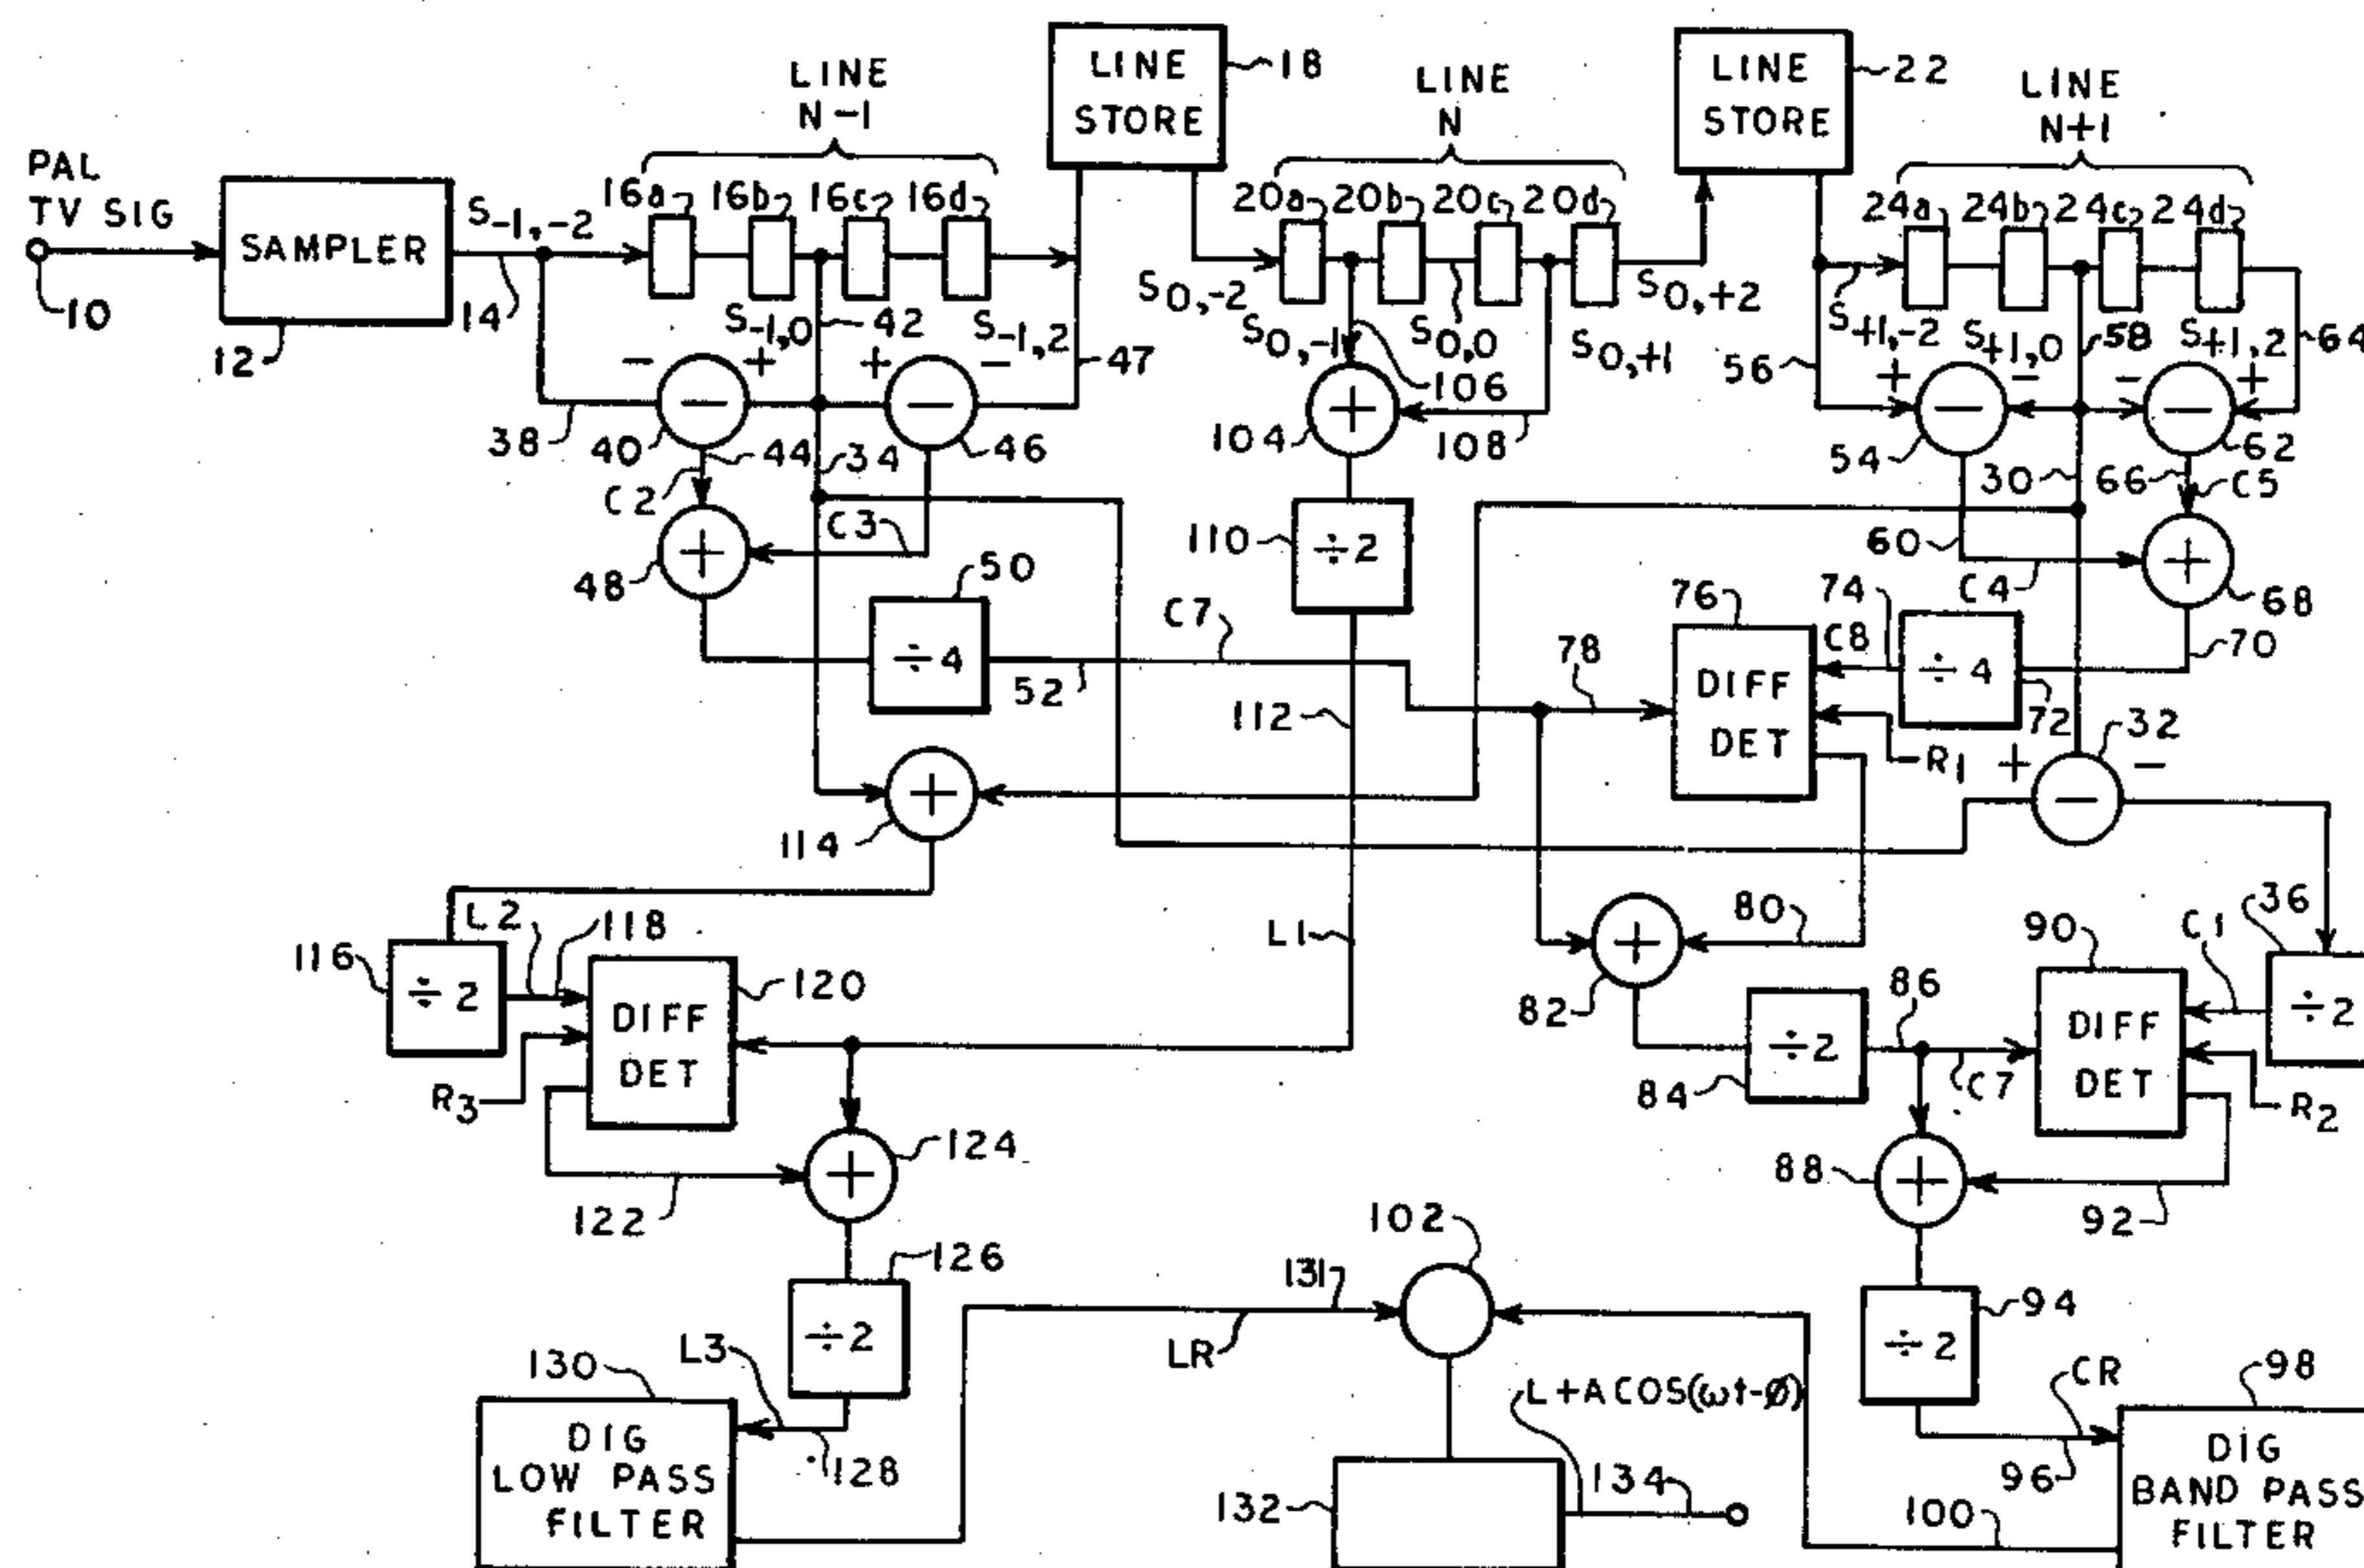 LINE
N-1
LINE
STORE
18
LINE
N
LINE
STORE
22
LINE
N+1
PAL
TV SIG
10
SAMPLER
12
S-1,-2
14
16a
16b
16c
16d
S-1,0
42
S-1,2
47
20a
20b
20c
20d
S0,-2
S0,-1
S0,0
S0,+1
S0,+2
24a
24b
24c
24d
S+1,-2
S+1,0
58
S+1,2
64
56
- + + -
− −
38
40
44
34
46
106
+
104
108
+ - - +
− −
54
30
66
62
C2
C3
C5
+
48
50
÷4
52
C7
110
÷2
112
60
C4
+
68
70
76
DIFF
DET
78
74
C8
÷4
72
R1
+ −
−
32
+
114
L2
118
116
÷2
120
DIFF
DET
R3
L1
+
82
80
÷2
84
86
C7
90
DIFF
DET
C1
36
÷2
R2
+
124
122
+
88
92
126
÷2
L3
128
130
DIG
LOW PASS
FILTER
131
LR
102
94
÷2
CR
96
98
DIG
BAND PASS
FILTER
100
L+A COS(ωt-ø)
132
134